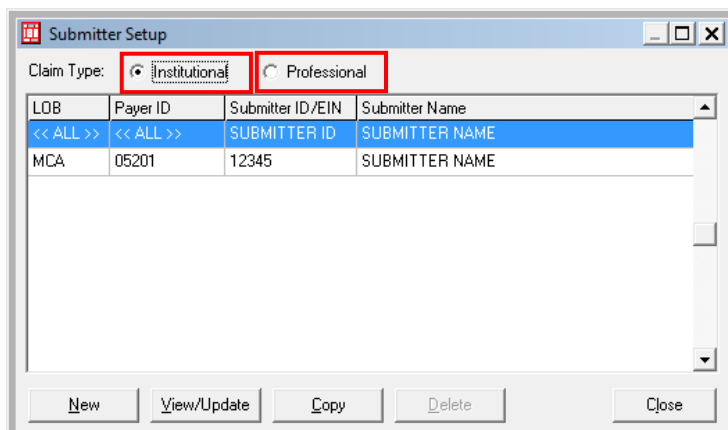 Submitter Setup
Claim Type: Institutional Professional
LOB Payer ID Submitter ID/EIN Submitter Name
<< ALL >> << ALL >> SUBMITTER ID SUBMITTER NAME
MCA 05201 12345 SUBMITTER NAME
New View/Update Copy Delete Close